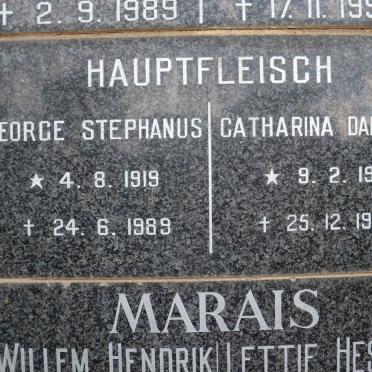 ✝ 2.9.1989 ✝ 17.11.199
HAUPTFLEISCH
EORGE STEPHANUS CATHARINA DA
★ 4.8.1919 ★ 9.2.19
✝ 24.6.1989 ✝ 25.12.19
MARAIS
WILLEM HENDRIK LETTIE HES